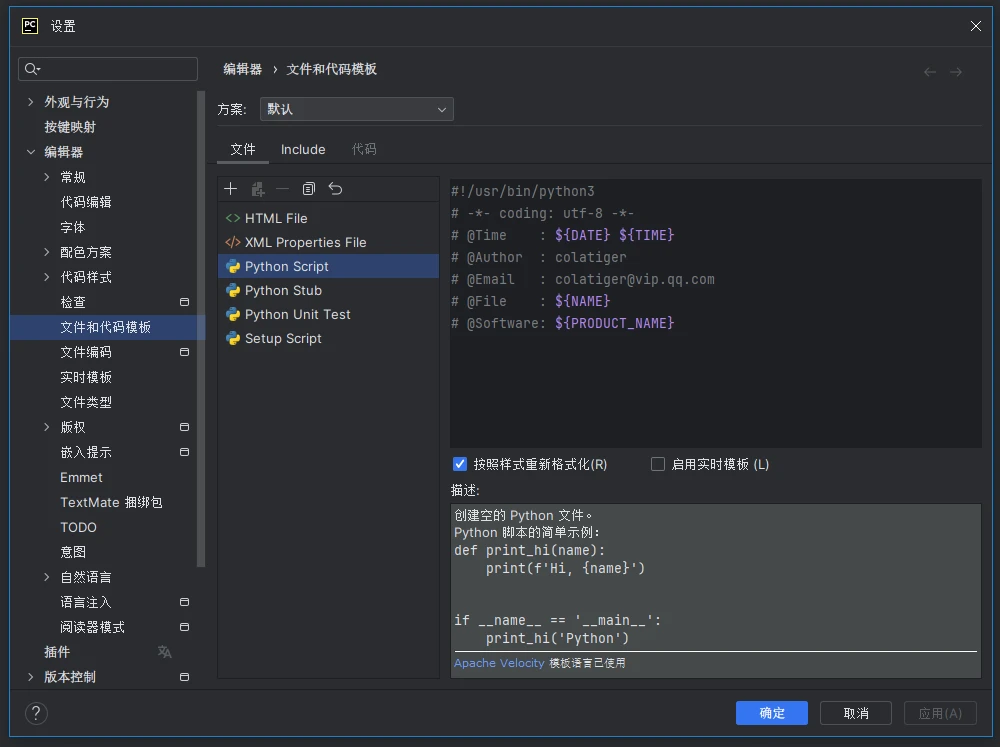 PC 设置
编辑器 › 文件和代码模板
外观与行为
按键映射
编辑器
常规
代码编辑
字体
配色方案
代码样式
检查
文件和代码模板
文件编码
实时模板
文件类型
版权
嵌入提示
Emmet
TextMate 捆绑包
TODO
意图
自然语言
语言注入
阅读器模式
插件
版本控制
方案: 默认
文件 Include 代码
HTML File
XML Properties File
Python Script
Python Stub
Python Unit Test
Setup Script
#!/usr/bin/python3
# -*- coding: utf-8 -*-
# @Time    : ${DATE} ${TIME}
# @Author  : colatiger
# @Email   : colatiger@vip.qq.com
# @File    : ${NAME}
# @Software: ${PRODUCT_NAME}
按照样式重新格式化(R) 启用实时模板 (L)
描述:
创建空的 Python 文件。
Python 脚本的简单示例:
def print_hi(name):
    print(f'Hi, {name}')
if __name__ == '__main__':
    print_hi('Python')
Apache Velocity 模板语言已使用
? 确定 取消 应用(A)